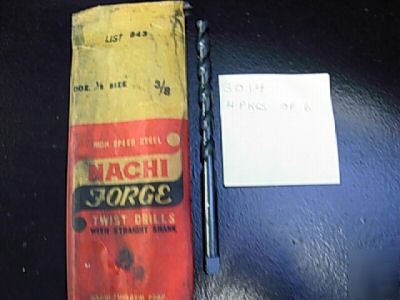 LIST 543
DOZ. ½ SIZE 3/8
HIGH SPEED STEEL
NACHI
FORGE
TWIST DRILLS
WITH STRAIGHT SHANK
3014
4 PKGS OF 6